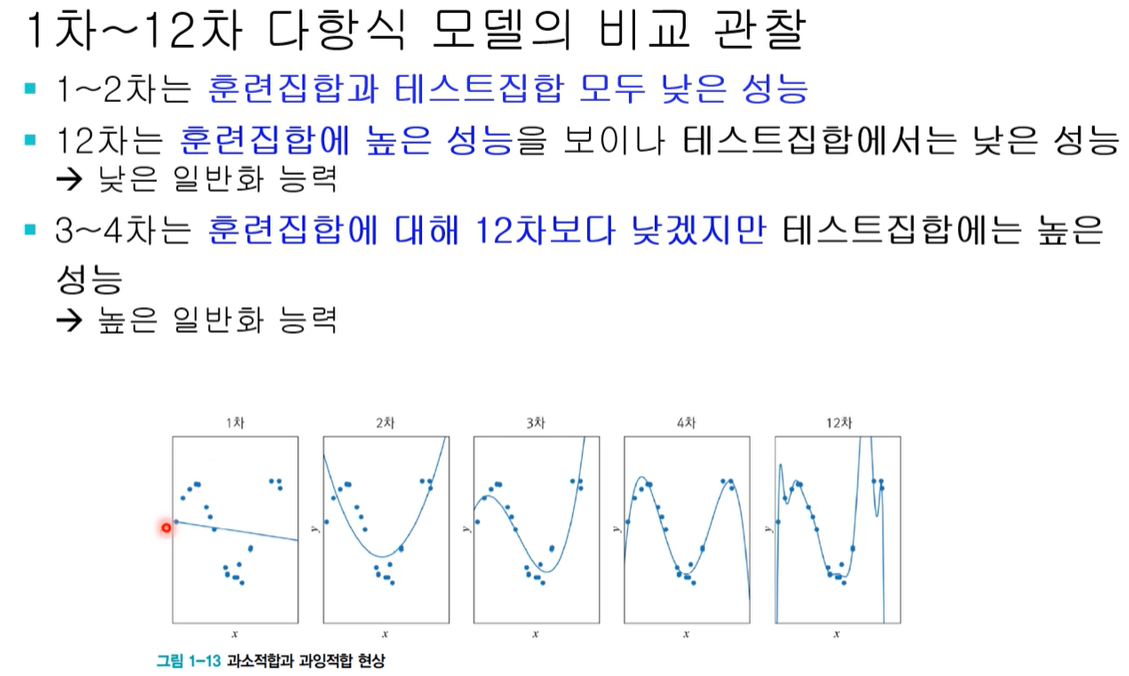 1차~12차 다항식 모델의 비교 관찰
▪ 1~2차는 훈련집합과 테스트집합 모두 낮은 성능
▪ 12차는 훈련집합에 높은 성능을 보이나 테스트집합에서는 낮은 성능
→ 낮은 일반화 능력
▪ 3~4차는 훈련집합에 대해 12차보다 낮겠지만 테스트집합에는 높은
성능
→ 높은 일반화 능력
1차 2차 3차 4차 12차
y y y y
x x x x x
그림 1-13 과소적합과 과잉적합 현상